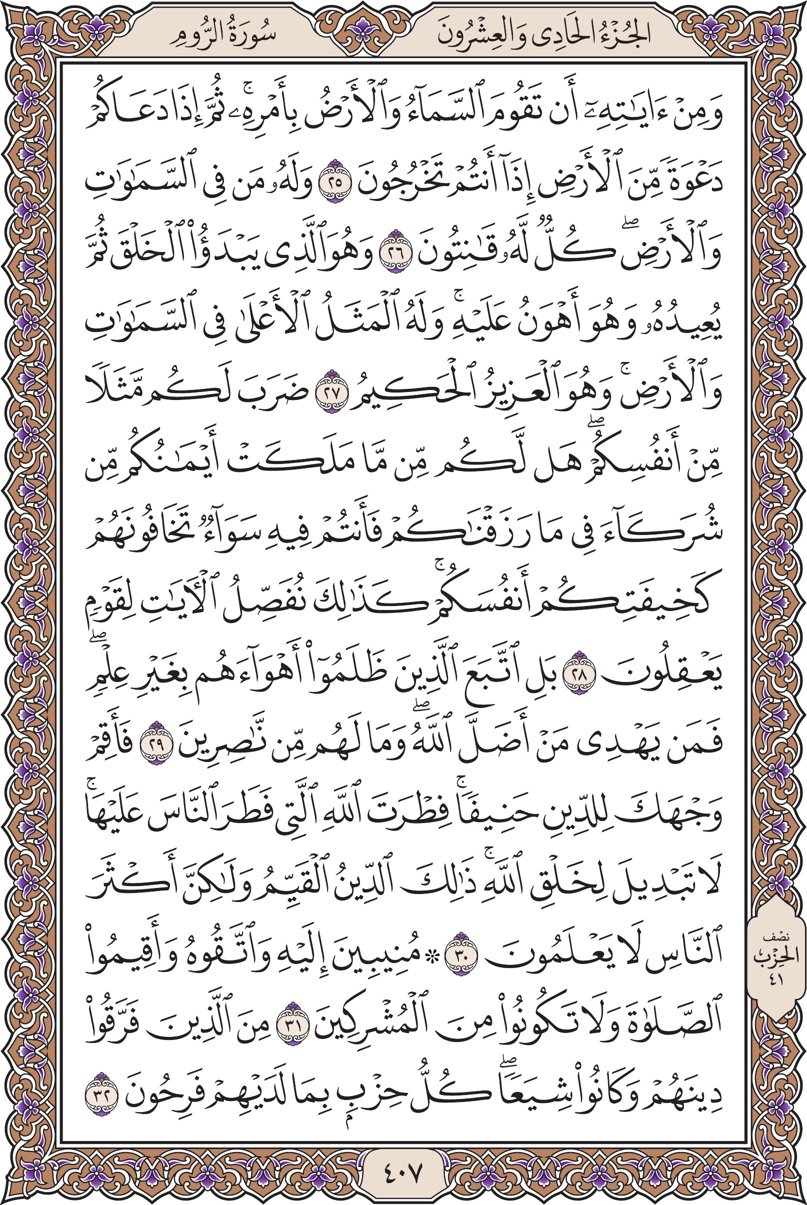 الجُزْءُ الحَادِي وَالعِشْرُونَ
سُورَةُ الرُّومِ
وَمِنْ ءَايَٰتِهِۦٓ أَن تَقُومَ ٱلسَّمَآءُ وَٱلْأَرْضُ بِأَمْرِهِۦۚ ثُمَّ إِذَا دَعَاكُمْ
دَعْوَةً مِّنَ ٱلْأَرْضِ إِذَآ أَنتُمْ تَخْرُجُونَ ٢٥ وَلَهُۥ مَن فِى ٱلسَّمَٰوَٰتِ
وَٱلْأَرْضِۖ كُلٌّ لَّهُۥ قَٰنِتُونَ ٢٦ وَهُوَ ٱلَّذِى يَبْدَؤُا۟ ٱلْخَلْقَ ثُمَّ
يُعِيدُهُۥ وَهُوَ أَهْوَنُ عَلَيْهِۚ وَلَهُ ٱلْمَثَلُ ٱلْأَعْلَىٰ فِى ٱلسَّمَٰوَٰتِ
وَٱلْأَرْضِۚ وَهُوَ ٱلْعَزِيزُ ٱلْحَكِيمُ ٢٧ ضَرَبَ لَكُم مَّثَلًا
مِّنْ أَنفُسِكُمْۖ هَل لَّكُم مِّن مَّا مَلَكَتْ أَيْمَٰنُكُم مِّن
شُرَكَآءَ فِى مَا رَزَقْنَٰكُمْ فَأَنتُمْ فِيهِ سَوَآءٌ تَخَافُونَهُمْ
كَخِيفَتِكُمْ أَنفُسَكُمْۚ كَذَٰلِكَ نُفَصِّلُ ٱلْءَايَٰتِ لِقَوْمٍ
يَعْقِلُونَ ٢٨ بَلِ ٱتَّبَعَ ٱلَّذِينَ ظَلَمُوٓا۟ أَهْوَآءَهُم بِغَيْرِ عِلْمٍۖ
فَمَن يَهْدِى مَنْ أَضَلَّ ٱللَّهُۖ وَمَا لَهُم مِّن نَّٰصِرِينَ ٢٩ فَأَقِمْ
وَجْهَكَ لِلدِّينِ حَنِيفًاۚ فِطْرَتَ ٱللَّهِ ٱلَّتِى فَطَرَ ٱلنَّاسَ عَلَيْهَاۚ
لَا تَبْدِيلَ لِخَلْقِ ٱللَّهِۚ ذَٰلِكَ ٱلدِّينُ ٱلْقَيِّمُ وَلَٰكِنَّ أَكْثَرَ
ٱلنَّاسِ لَا يَعْلَمُونَ ٣٠ * مُنِيبِينَ إِلَيْهِ وَٱتَّقُوهُ وَأَقِيمُوا۟
ٱلصَّلَوٰةَ وَلَا تَكُونُوا۟ مِنَ ٱلْمُشْرِكِينَ ٣١ مِنَ ٱلَّذِينَ فَرَّقُوا۟
دِينَهُمْ وَكَانُوا۟ شِيَعًاۖ كُلُّ حِزْبٍۭ بِمَا لَدَيْهِمْ فَرِحُونَ ٣٢
نصف
الحِزْب
٤١
٤٠٧